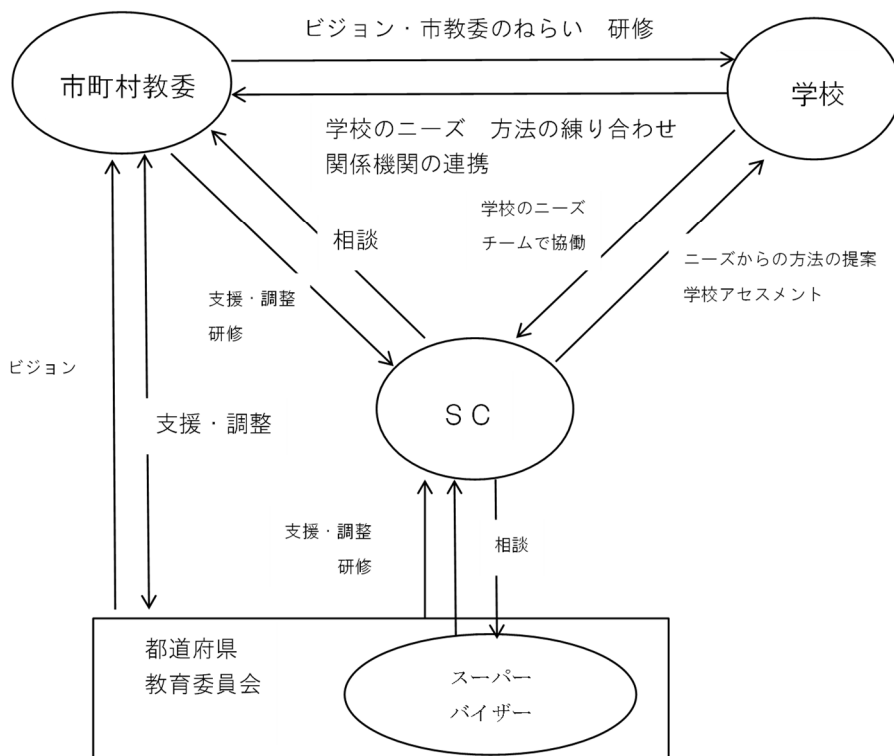 ビジョン・市教委のねらい　研修
市町村教委
学校
学校のニーズ　方法の練り合わせ
関係機関の連携
学校のニーズ
チームで協働
相談
ニーズからの方法の提案
学校アセスメント
支援・調整
研修
ビジョン
ＳＣ
支援・調整
支援・調整
研修
相談
都道府県
教育委員会
スーパー
バイザー